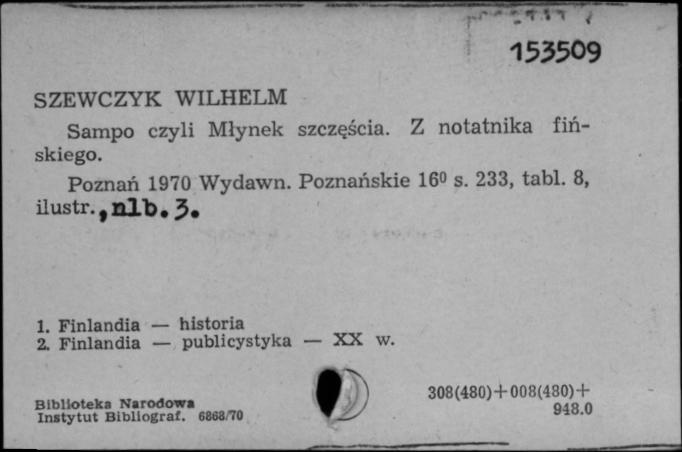 153509
SZEWCZYK WILHELM
Sampo czyli Młynek szczęścia. Z notatnika fiń-
skiego.
Poznań 1970 Wydawn. Poznańskie 16⁰ s. 233, tabl. 8,
ilustr., nlb. 3.
1. Finlandia — historia
2. Finlandia — publicystyka — XX w.
308(480)+008(480)+
948.0
Biblioteka Narodowa
Instytut Bibliograf. 6868/70